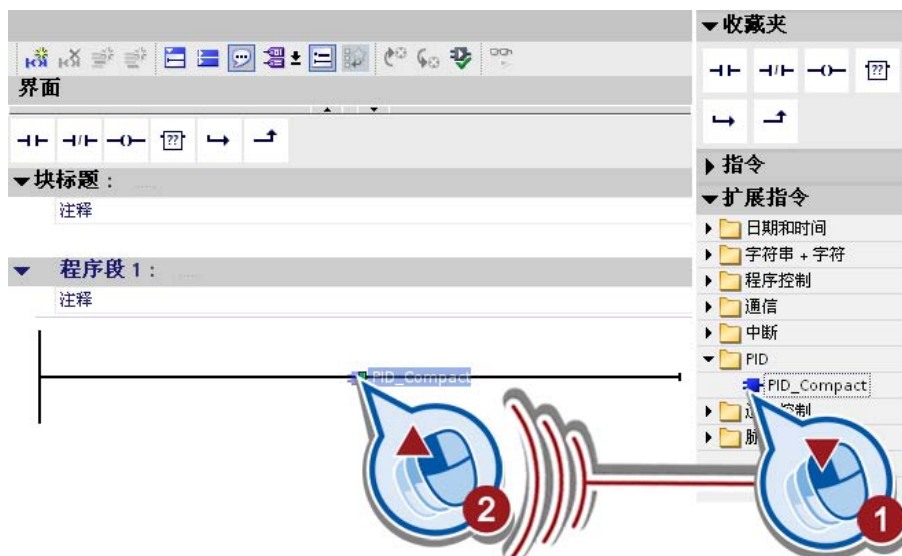 界面
??
块标题：
注释
程序段 1：
注释
PID_Compact
2
收藏夹
??
指令
扩展指令
日期和时间
字符串 + 字符
程序控制
通信
中断
PID
PID_Compact
控制
1